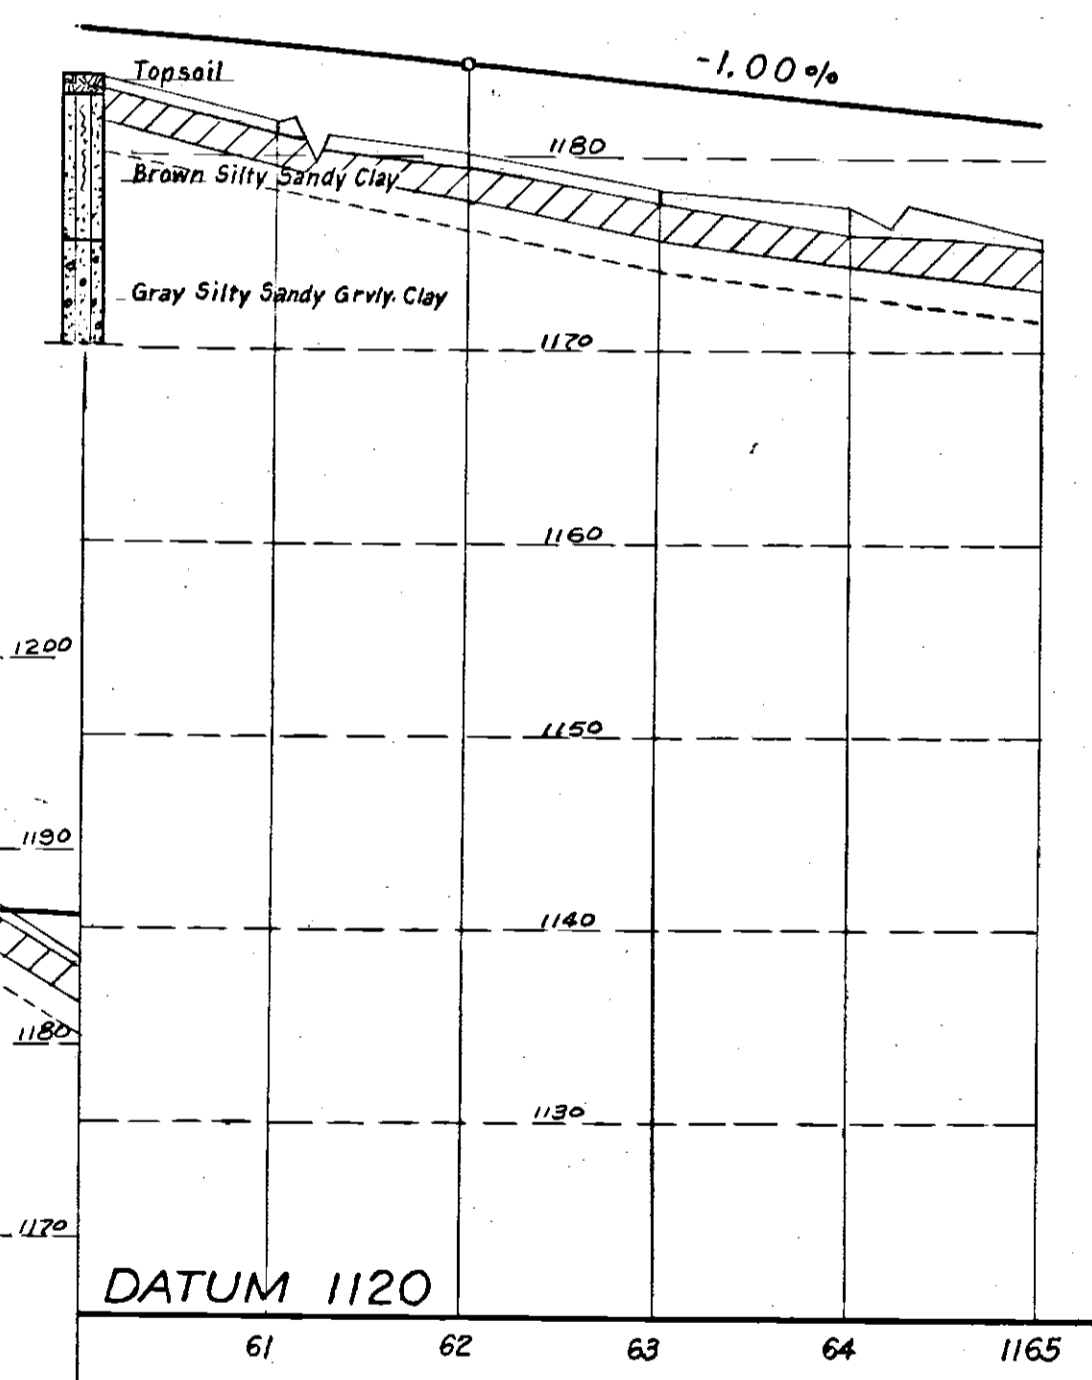 -1.00%
Topsoil
1180
Brown Silty Sandy Clay
Gray Silty Sandy Grvly. Clay
1170
1160
1200
1150
1190
1140
1180
1130
1170
DATUM 1120
61 62 63 64 1165